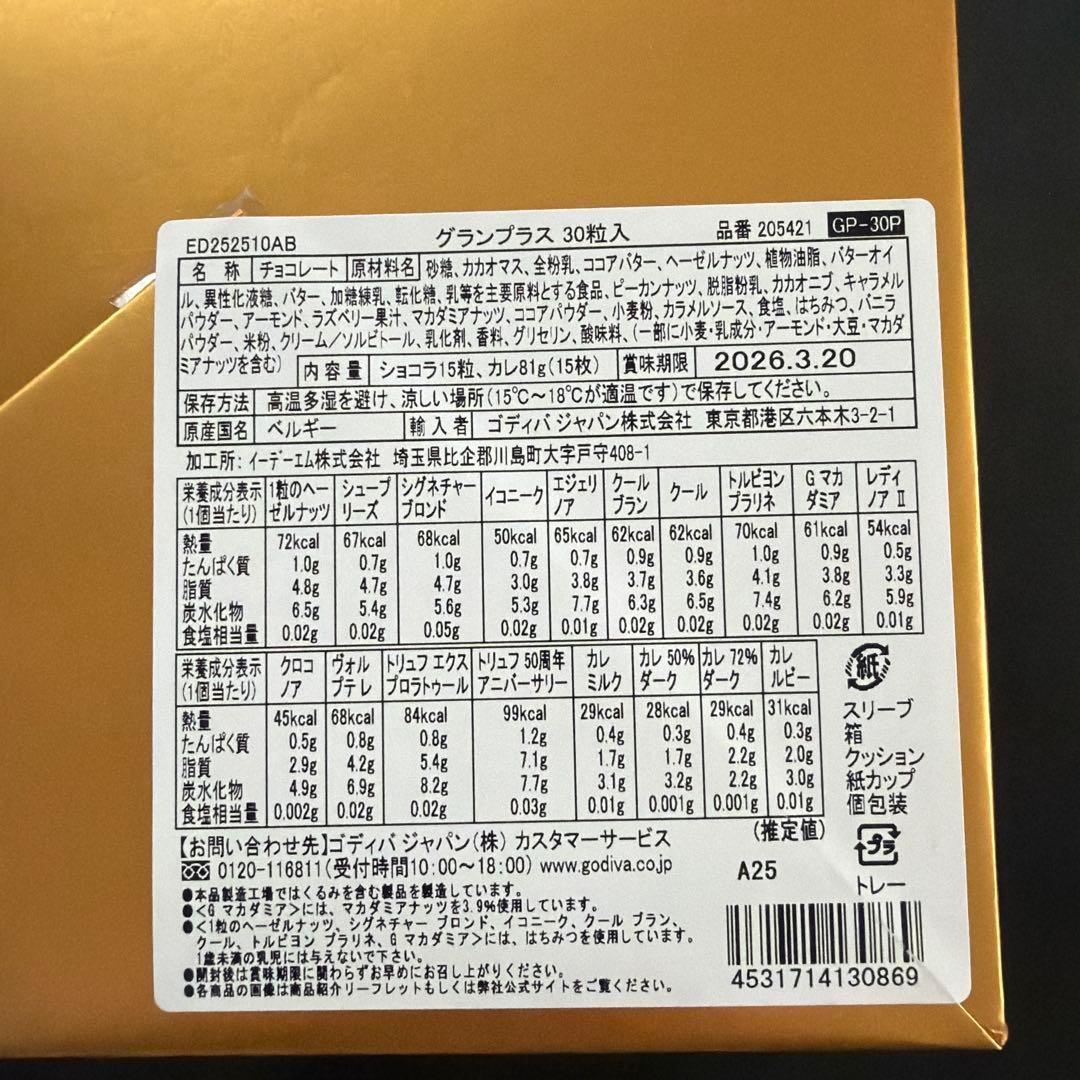 ED252510AB グランプラス 30粒入 品番 205421 GP-30P
名 称 チョコレート 原材料名 砂糖、カカオマス、全粉乳、ココアバター、ヘーゼルナッツ、植物油脂、バターオイ
ル、異性化液糖、バター、加糖練乳、転化糖、乳等を主要原料とする食品、ピーカンナッツ、脱脂粉乳、カカオニブ、キャラメル
パウダー、アーモンド、ラズベリー果汁、マカダミアナッツ、ココアパウダー、小麦粉、カラメルソース、食塩、はちみつ、バニラ
パウダー、米粉、クリーム/ソルビトール、乳化剤、香料、グリセリン、酸味料、(一部に小麦・乳成分・アーモンド・大豆・マカダ
ミアナッツを含む) 内 容 量 ショコラ15粒、カレ81g(15枚) 賞味期限 2026.3.20
保存方法 高温多湿を避け、涼しい場所(15℃~18℃が適温です)で保存してください。
原産国名 ベルギー 輸 入 者 ゴディバ ジャパン株式会社 東京都港区六本木3-2-1
加工所: イーデーエム株式会社 埼玉県比企郡川島町大字戸守408-1
栄養成分表示 1粒のヘー シュープ シグネチャー イコニーク エジェリ クール クール トルビヨン G マカ レディ
(1個当たり) ゼルナッツ リーズ ブロンド ノア ブラン プラリネ ダミア ノア Ⅱ
熱量 72kcal 67kcal 68kcal 50kcal 65kcal 62kcal 62kcal 70kcal 61kcal 54kcal
たんぱく質 1.0g 0.7g 1.0g 0.7g 0.7g 0.9g 0.9g 1.0g 0.9g 0.5g
脂質 4.8g 4.7g 4.7g 3.0g 3.8g 3.7g 3.6g 4.1g 3.8g 3.3g
炭水化物 6.5g 5.4g 5.6g 5.3g 7.7g 6.3g 6.5g 7.4g 6.2g 5.9g
食塩相当量 0.02g 0.02g 0.05g 0.02g 0.01g 0.02g 0.02g 0.02g 0.02g 0.01g
栄養成分表示 クロコ ヴォル トリュフ エクス トリュフ 50周年 カレ カレ 50% カレ 72% カレ
(1個当たり) ノア プテ レ プロラトゥール アニバーサリー ミルク ダーク ダーク ルビー
熱量 45kcal 68kcal 84kcal 99kcal 29kcal 28kcal 29kcal 31kcal
たんぱく質 0.5g 0.8g 0.8g 1.2g 0.4g 0.3g 0.4g 0.3g
脂質 2.9g 4.2g 5.4g 7.1g 1.7g 1.7g 2.2g 2.0g
炭水化物 4.9g 6.9g 8.2g 7.7g 3.1g 3.2g 2.2g 3.0g
食塩相当量 0.002g 0.02g 0.02g 0.03g 0.01g 0.001g 0.001g 0.01g
(推定値)
紙
スリーブ
箱
クッション
紙カップ
個包装
プラ
トレー
【お問い合わせ先】ゴディバ ジャパン(株) カスタマーサービス
0120-116811(受付時間10:00~18:00) www.godiva.co.jp
A25
●本品製造工場ではくるみを含む製品を製造しています。
●<G マカダミア>には、マカダミアナッツを3.9%使用しています。
●<1粒のヘーゼルナッツ、シグネチャー ブロンド、イコニーク、クール ブラン、
クール、トルビヨン プラリネ、G マカダミア>には、はちみつを使用しています。
1歳未満の乳児には与えないで下さい。
●開封後は賞味期限に関わらずお早めにお召し上がりください。
●各商品の画像は商品紹介リーフレットもしくは弊社公式サイトをご覧ください。
4531714130869